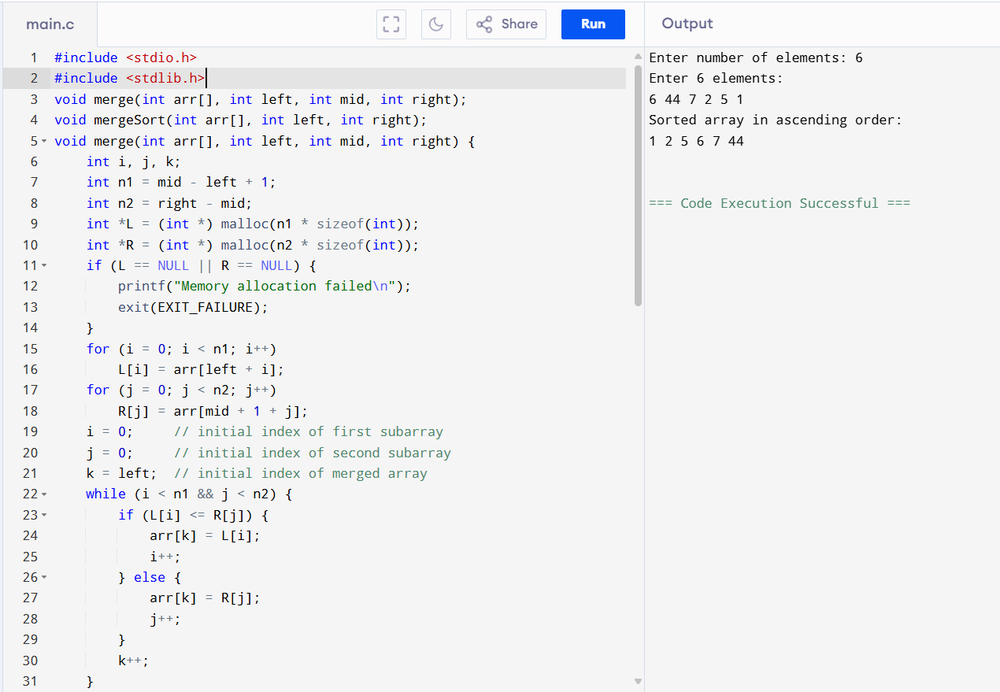 main.c
Share
Run
Output
1 #include <stdio.h>
2 #include <stdlib.h>
3 void merge(int arr[], int left, int mid, int right);
4 void mergeSort(int arr[], int left, int right);
5 void merge(int arr[], int left, int mid, int right) {
6     int i, j, k;
7     int n1 = mid - left + 1;
8     int n2 = right - mid;
9     int *L = (int *) malloc(n1 * sizeof(int));
10     int *R = (int *) malloc(n2 * sizeof(int));
11     if (L == NULL || R == NULL) {
12         printf("Memory allocation failed\n");
13         exit(EXIT_FAILURE);
14     }
15     for (i = 0; i < n1; i++)
16         L[i] = arr[left + i];
17     for (j = 0; j < n2; j++)
18         R[j] = arr[mid + 1 + j];
19     i = 0;     // initial index of first subarray
20     j = 0;     // initial index of second subarray
21     k = left;  // initial index of merged array
22     while (i < n1 && j < n2) {
23         if (L[i] <= R[j]) {
24             arr[k] = L[i];
25             i++;
26         } else {
27             arr[k] = R[j];
28             j++;
29         }
30         k++;
31     }
Enter number of elements: 6
Enter 6 elements:
6 44 7 2 5 1
Sorted array in ascending order:
1 2 5 6 7 44
=== Code Execution Successful ===